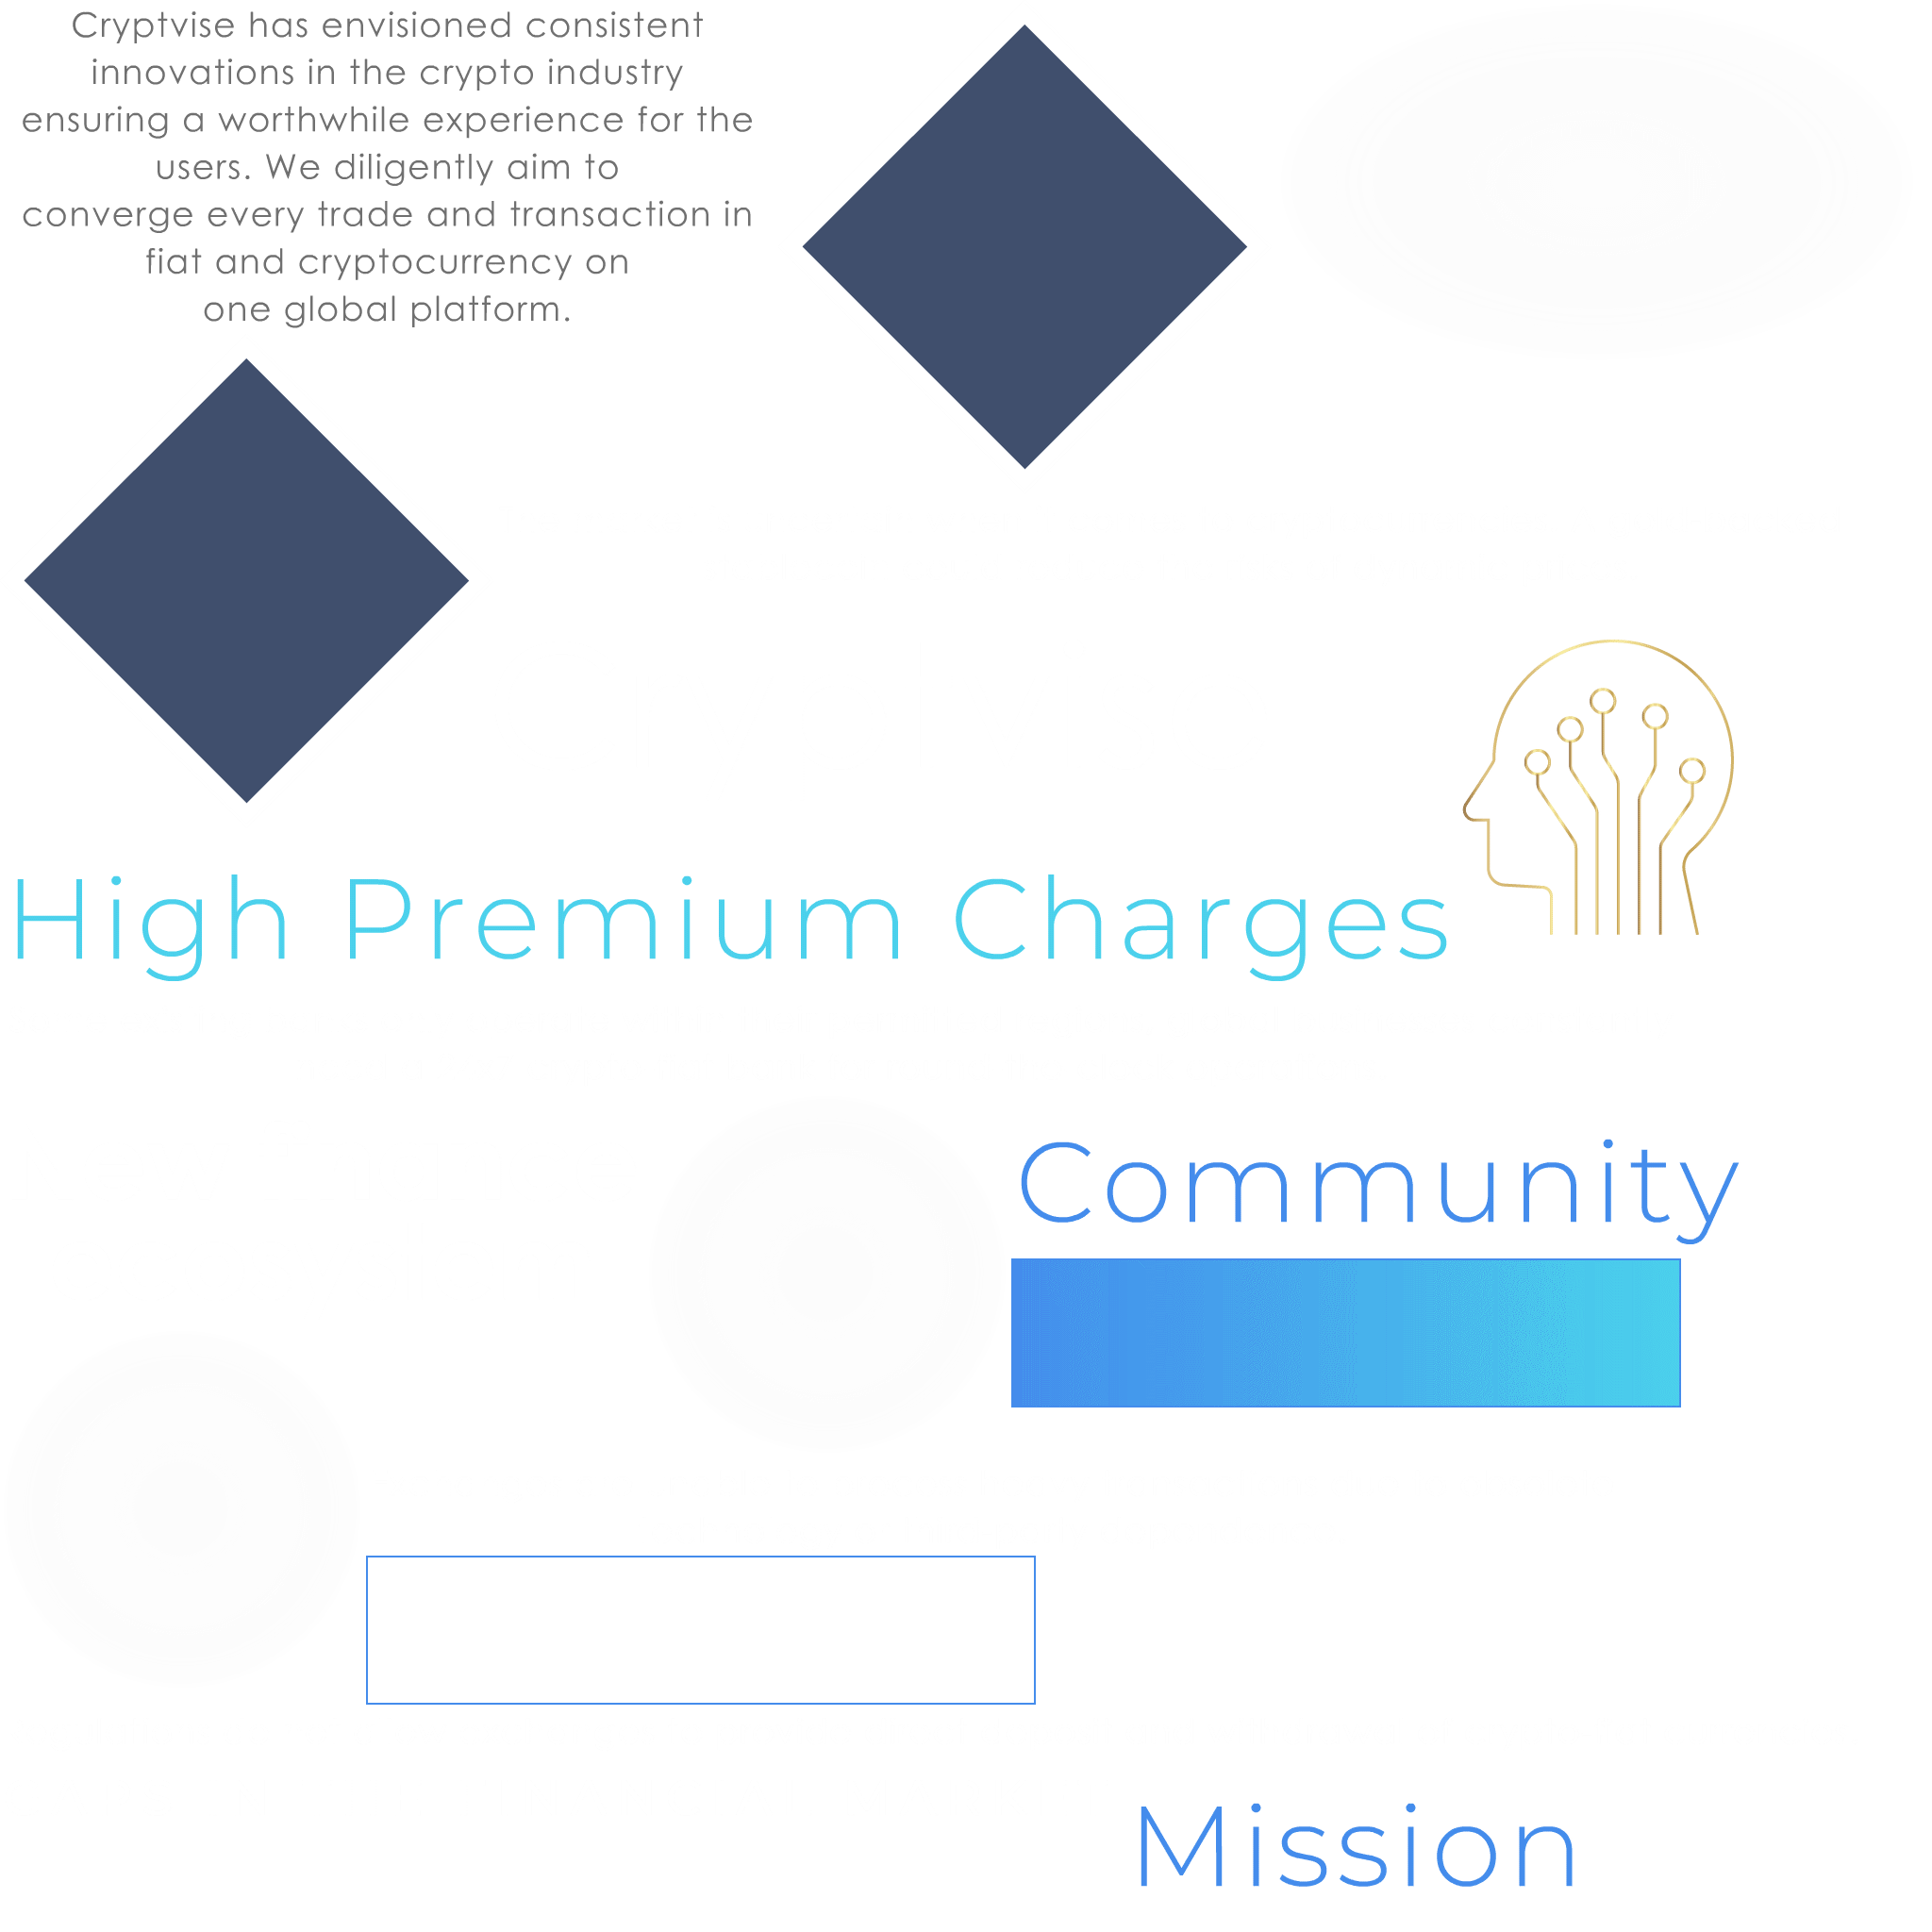 Cryptvise has envisioned consistent
innovations in the crypto industry
ensuring a worthwhile experience for the
users. We diligently aim to
converge every trade and transaction in
fiat and cryptocurrency on
one global platform.
High Premium Charges
Community
Mission